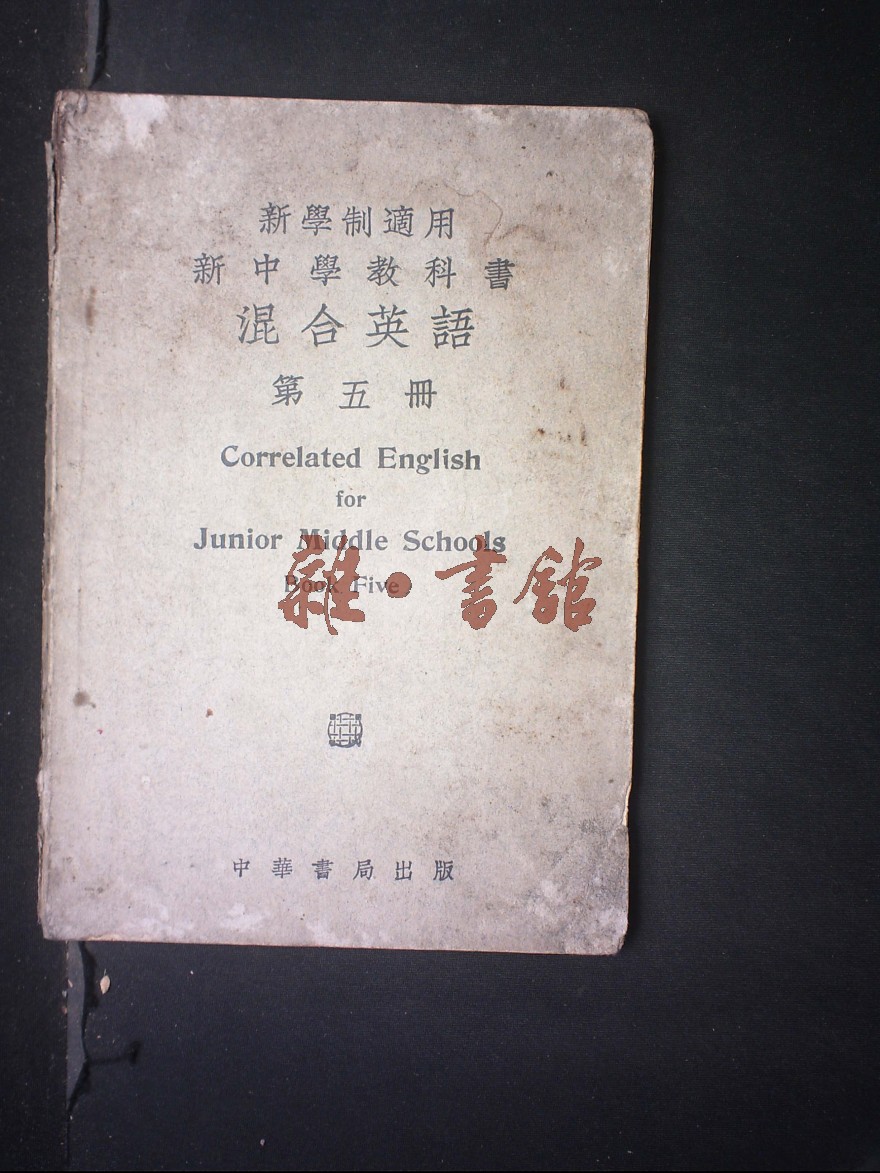 新學制適用
新中學教科書
混合英語
第五冊
Correlated English
for
Junior Middle Schools
Book Five
雜·書館
中華書局出版